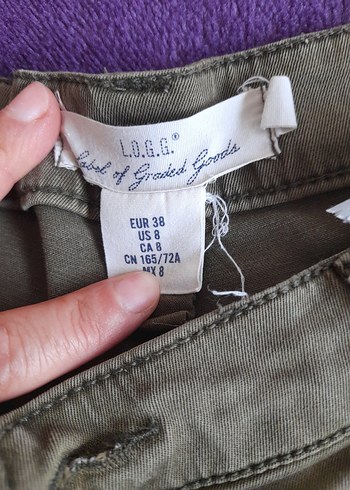 L.O.G.G.®
Label of Graded Goods
EUR 38
US 8
CA 8
CN 165/72A
MX 8